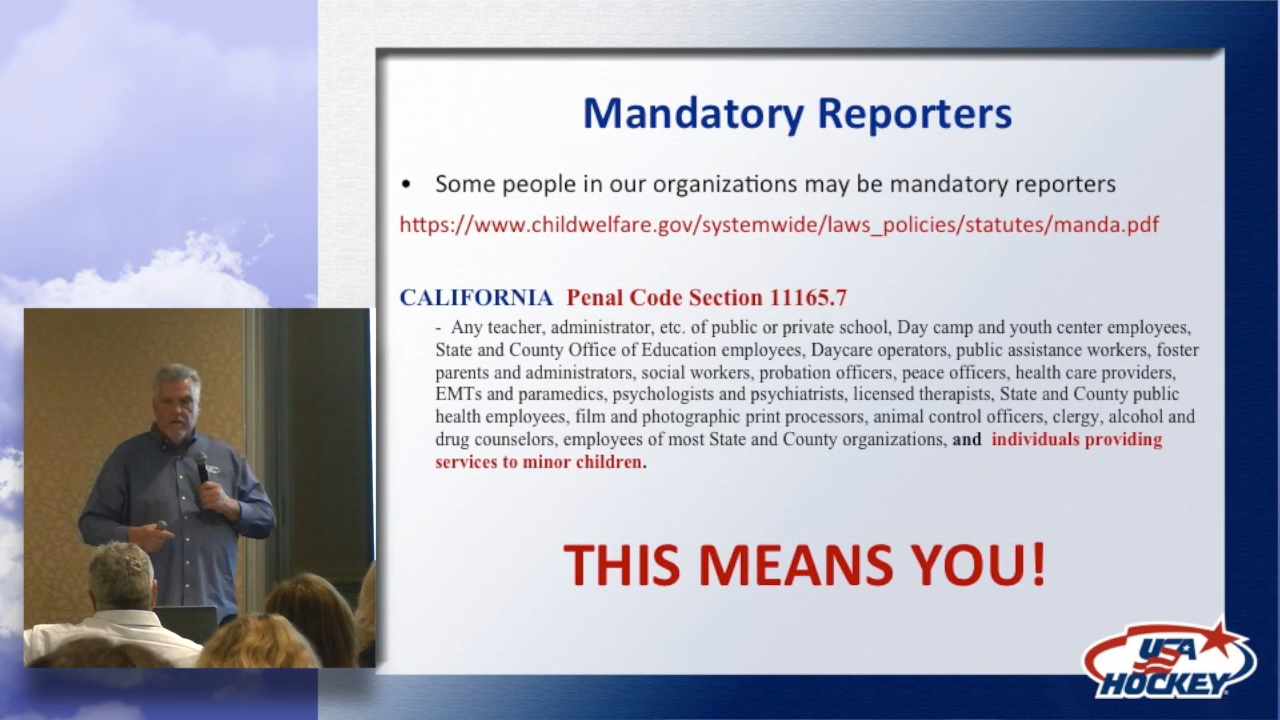 Mandatory Reporters
• Some people in our organizations may be mandatory reporters
https://www.childwelfare.gov/systemwide/laws_policies/statutes/manda.pdf
CALIFORNIA Penal Code Section 11165.7
- Any teacher, administrator, etc. of public or private school, Day camp and youth center employees,
State and County Office of Education employees, Daycare operators, public assistance workers, foster
parents and administrators, social workers, probation officers, peace officers, health care providers,
EMTs and paramedics, psychologists and psychiatrists, licensed therapists, State and County public
health employees, film and photographic print processors, animal control officers, clergy, alcohol and
drug counselors, employees of most State and County organizations, and individuals providing
services to minor children.
THIS MEANS YOU!
USA
HOCKEY